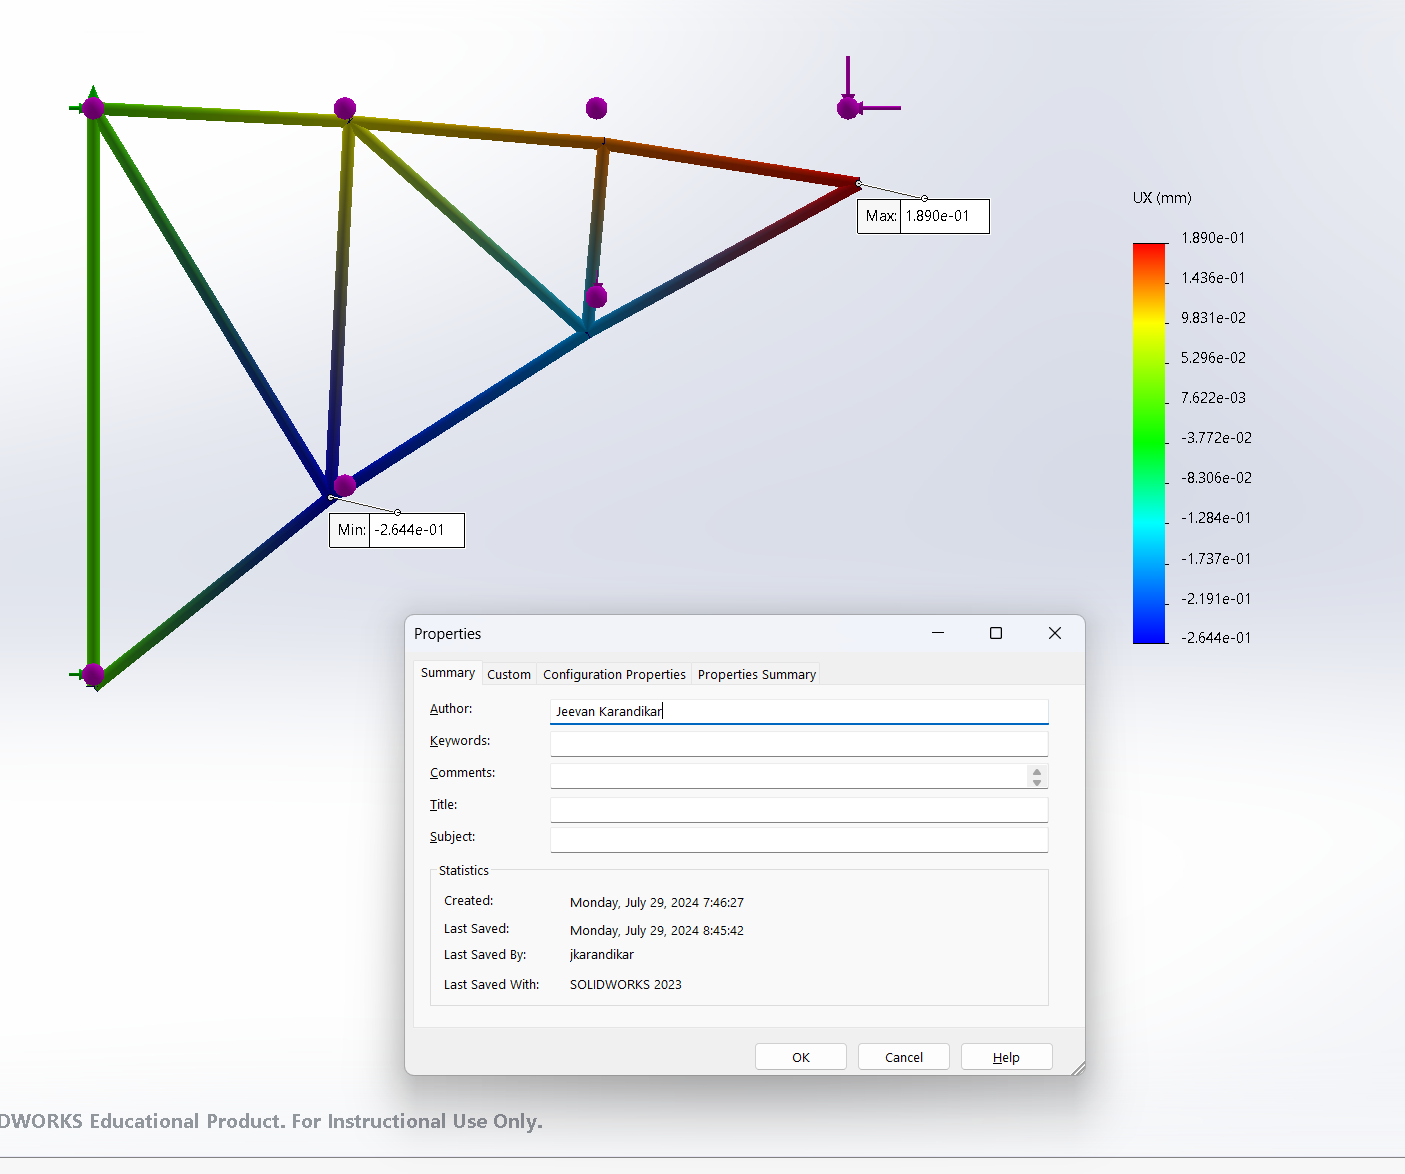 UX (mm)
1.890e-01
1.436e-01
9.831e-02
5.296e-02
7.622e-03
-3.772e-02
-8.306e-02
-1.284e-01
-1.737e-01
-2.191e-01
-2.644e-01
Max: 1.890e-01
Min: -2.644e-01
Properties
Summary Custom Configuration Properties Properties Summary
Author: Jeevan Karandikar
Keywords:
Comments:
Title:
Subject:
Statistics
Created: Monday, July 29, 2024 7:46:27
Last Saved: Monday, July 29, 2024 8:45:42
Last Saved By: jkarandikar
Last Saved With: SOLIDWORKS 2023
OK Cancel Help
DWORKS Educational Product. For Instructional Use Only.